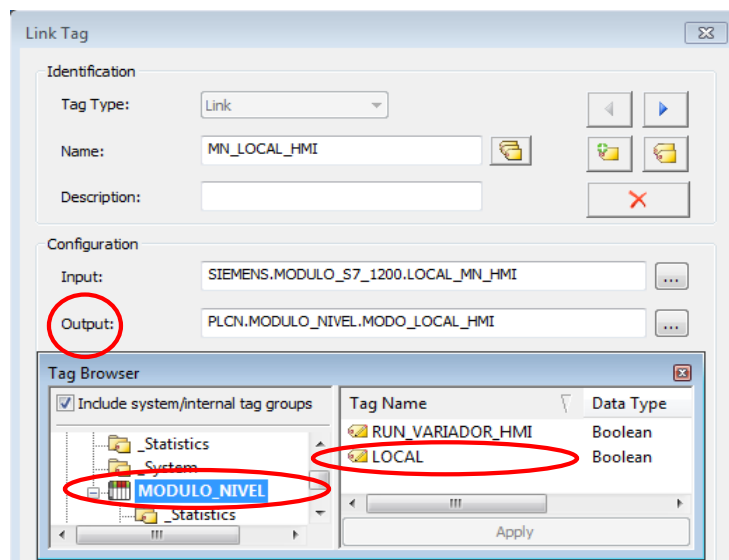 Link Tag
Identification
Tag Type: Link
Name: MN_LOCAL_HMI
Description:
Configuration
Input: SIEMENS.MODULO_S7_1200.LOCAL_MN_HMI ...
Output: PLCN.MODULO_NIVEL.MODO_LOCAL_HMI ...
Tag Browser
Include system/internal tag groups
_Statistics
_System
MODULO_NIVEL
_Statistics
Tag Name Data Type
RUN_VARIADOR_HMI Boolean
LOCAL Boolean
Apply